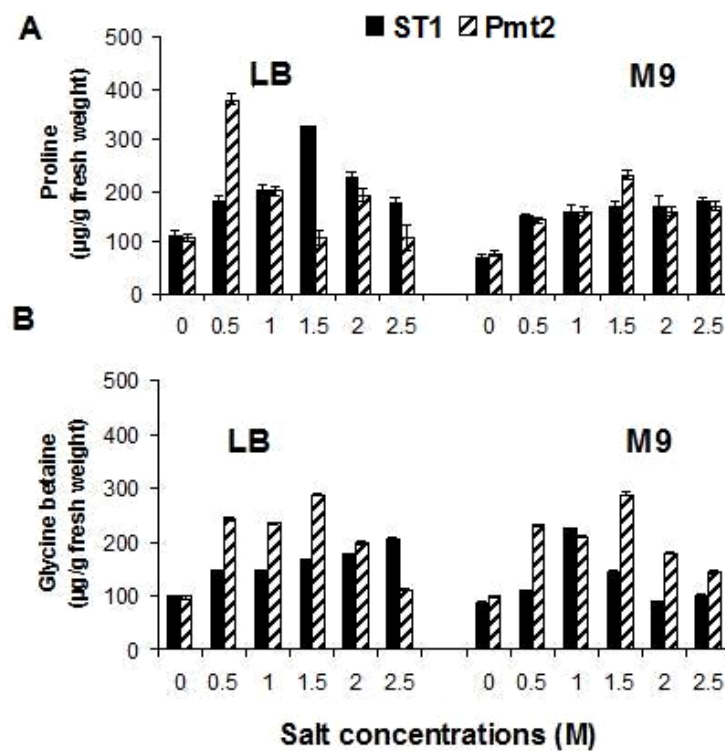 A
ST1 Pmt2
LB
M9
Proline
(µg/g fresh weight)
500
400
300
200
100
0
0 0.5 1 1.5 2 2.5 0 0.5 1 1.5 2 2.5
B
LB
M9
Glycine betaine
(µg/g fresh weight)
500
400
300
200
100
0
0 0.5 1 1.5 2 2.5 0 0.5 1 1.5 2 2.5
Salt concentrations (M)